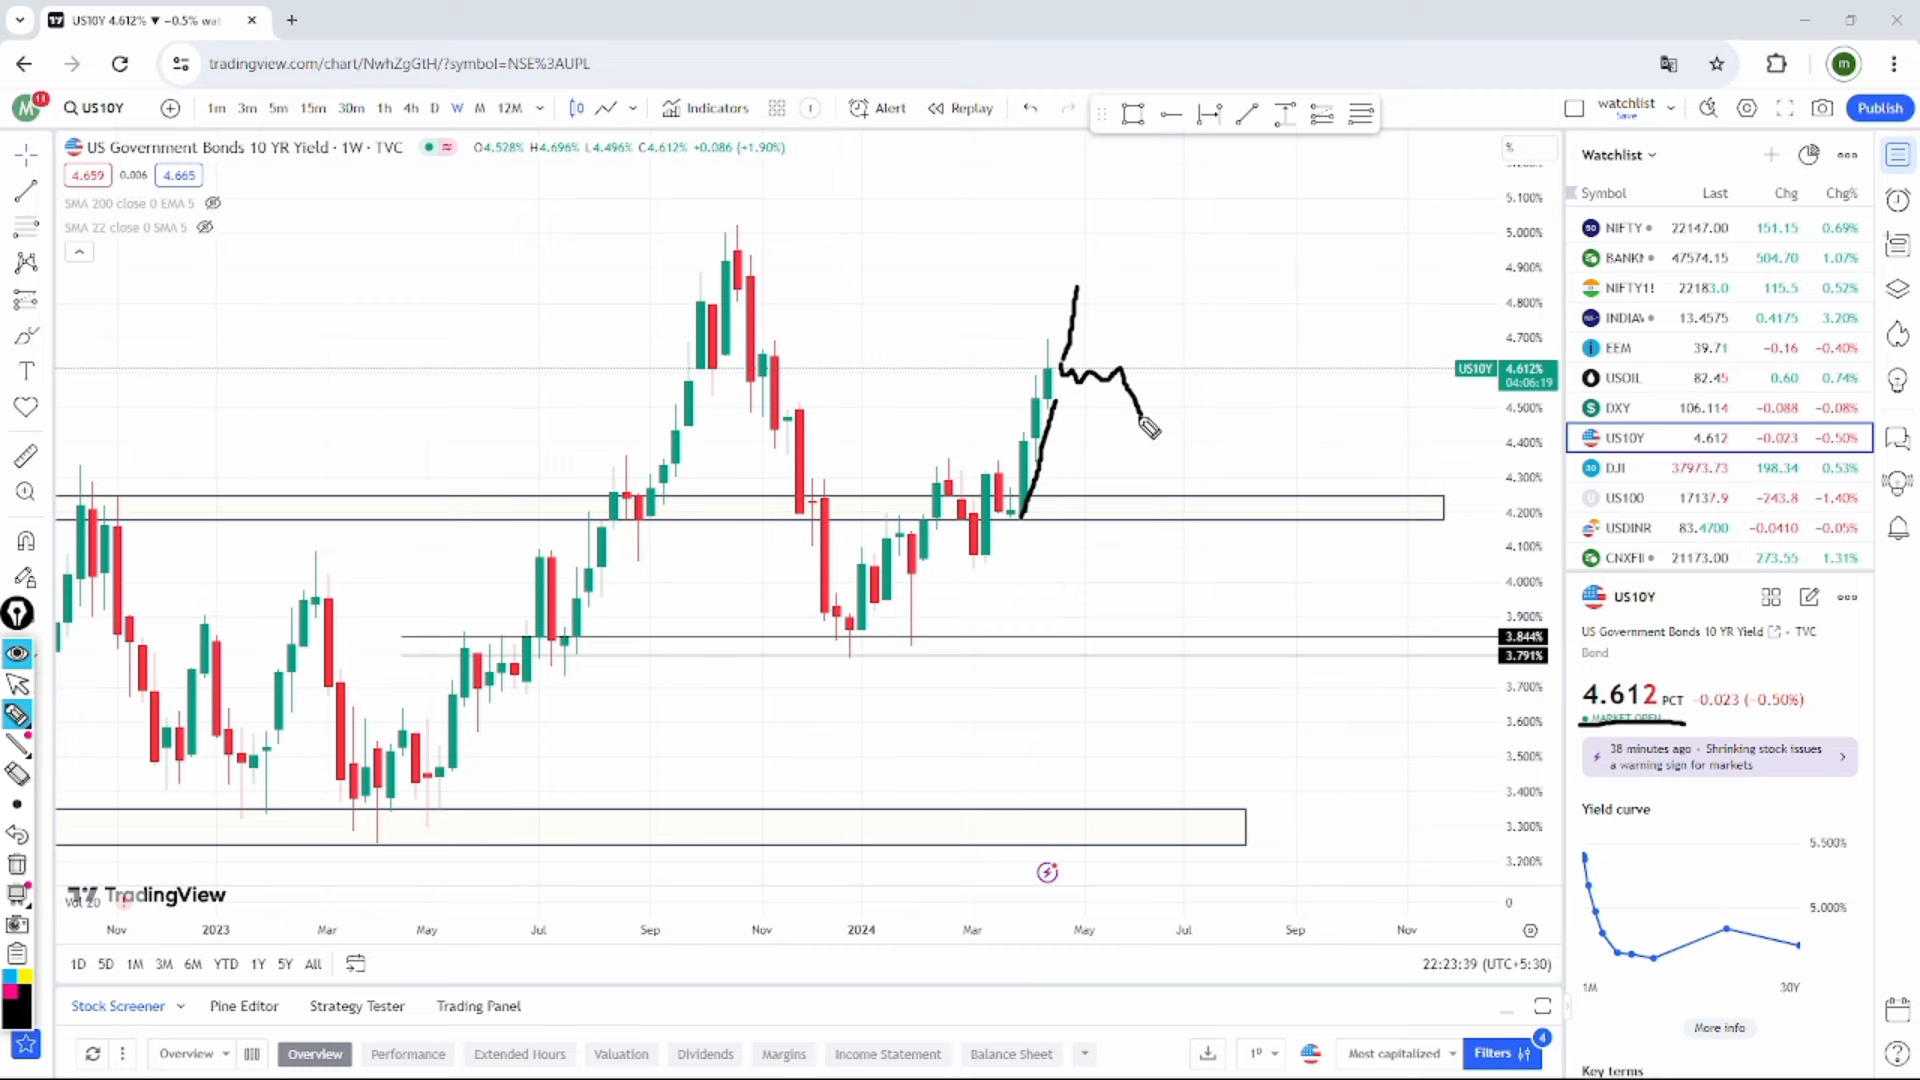 US10Y 4.612% ▼ −0.5% wat
tradingview.com/chart/NwhZgGtH/?symbol=NSE%3AUPL
m
M 11 US10Y 1m 3m 5m 15m 30m 1h 4h D W M 12M Indicators Alert Replay
watchlist
Save
Publish
US Government Bonds 10 YR Yield · 1W · TVC O4.528% H4.696% L4.496% C4.612% +0.086 (+1.90%)
4.659 0.006 4.665
SMA 200 close 0 EMA 5
SMA 22 close 0 SMA 5
%
5.100%
5.000%
4.900%
4.800%
4.700%
US10Y 4.612%
04:06:19
4.500%
4.400%
4.300%
4.200%
4.100%
4.000%
3.900%
3.844%
3.791%
3.700%
3.600%
3.500%
3.400%
3.300%
3.200%
0
TradingView
Vol 20
Nov 2023 Mar May Jul Sep Nov 2024 Mar May Jul Sep Nov
1D 5D 1M 3M 6M YTD 1Y 5Y All
22:23:39 (UTC+5:30)
Stock Screener Pine Editor Strategy Tester Trading Panel
Overview Overview Performance Extended Hours Valuation Dividends Margins Income Statement Balance Sheet
1D Most capitalized Filters 4
Watchlist
Symbol Last Chg Chg%
50 NIFTY 22147.00 151.15 0.69%
BANKN 47574.15 504.70 1.07%
NIFTY1! 22183.0 115.5 0.52%
INDIAV 13.4575 0.4175 3.20%
EEM 39.71 −0.16 −0.40%
USOIL 82.45 0.60 0.74%
DXY 106.114 −0.088 −0.08%
US10Y 4.612 −0.023 −0.50%
30 DJI 37973.73 198.34 0.53%
US100 17137.9 −243.8 −1.40%
USDINR 83.4700 −0.0410 −0.05%
CNXFII 21173.00 273.55 1.31%
US10Y
US Government Bonds 10 YR Yield · TVC
Bond
4.612 PCT −0.023 (−0.50%)
MARKET OPEN
38 minutes ago · Shrinking stock issues
a warning sign for markets
Yield curve
5.500%
5.000%
1M 30Y
More info
Key terms